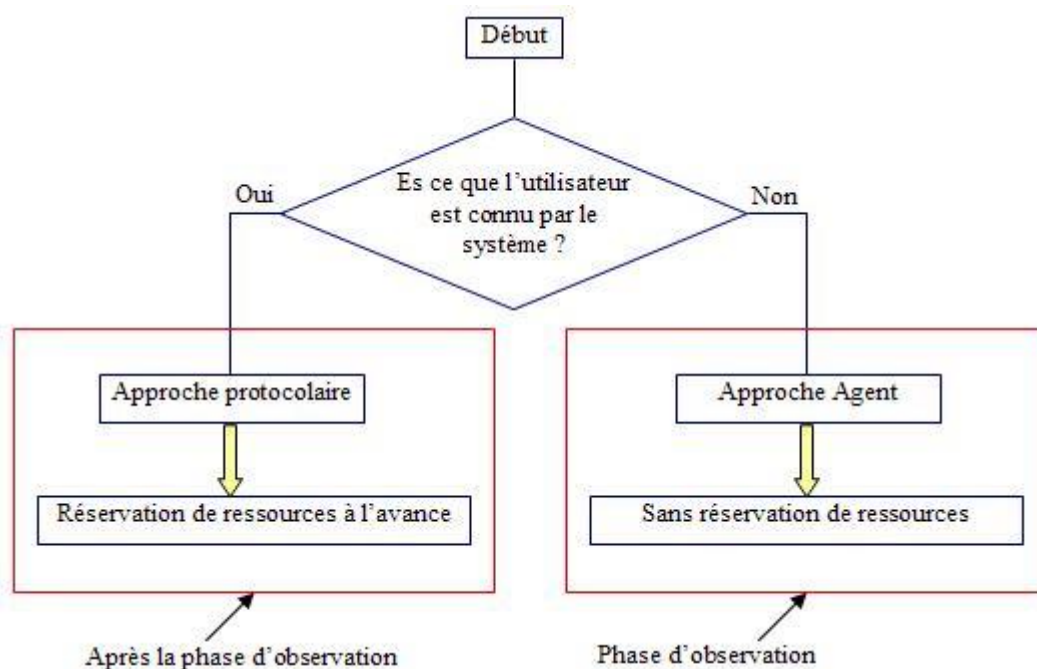 Début
Es ce que l'utilisateur
est connu par le
système ?
Oui
Non
Approche protocolaire
Approche Agent
Réservation de ressources à l'avance
Sans réservation de ressources
Après la phase d'observation
Phase d'observation